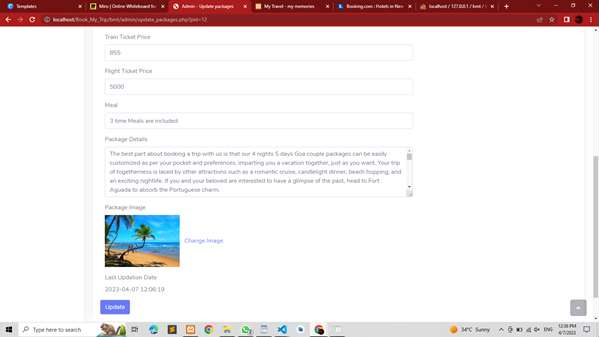 Templates
Miro | Online Whiteboard for
Admin - Update packages
My Travel - my memories
Booking.com : Hotels in New
localhost / 127.0.0.1 / bmt /
localhost/Book_My_Trip/bmt/admin/update_packages.php?pid=12
Train Ticket Price
855
Flight Ticket Price
5600
Meal
3 time Meals are included
Package Details
The best part about booking a trip with us is that our 4 nights 5 days Goa couple packages can be easily
customized as per your pocket and preferences, imparting you a vacation together, just as you want. Your trip
of togetherness is laced by other attractions such as a romantic cruise, candlelight dinner, beach hopping, and
an exciting nightlife. If you and your beloved are interested to have a glimpse of the past, head to Fort
Aguada to absorb the Portuguese charm.
Package Image
Change Image
Last Updation Date
2023-04-07 12:06:19
Update
Type here to search
34°C Sunny
ENG
12:38 PM
4/7/2023